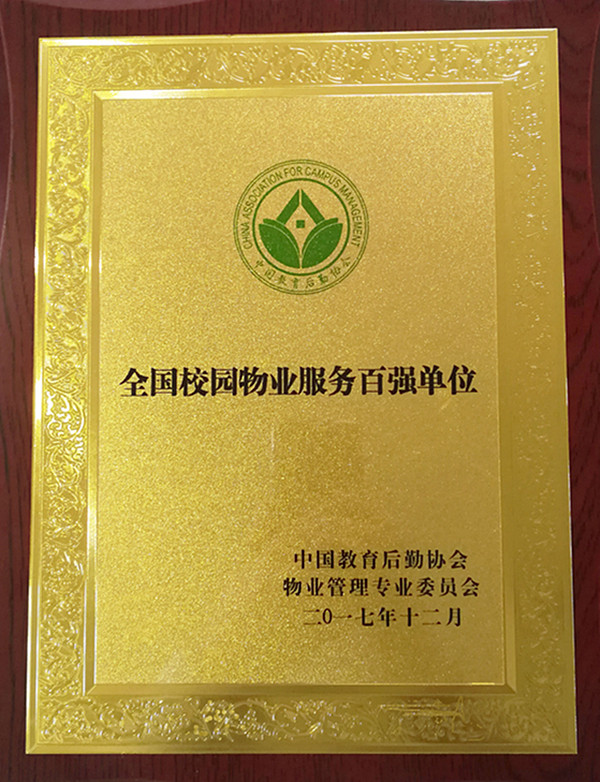 CHINA ASSOCIATION FOR CAMPUS MANAGEMENT
中国教育后勤协会
全国校园物业服务百强单位
中国教育后勤协会
物业管理专业委员会
二0一七年十二月